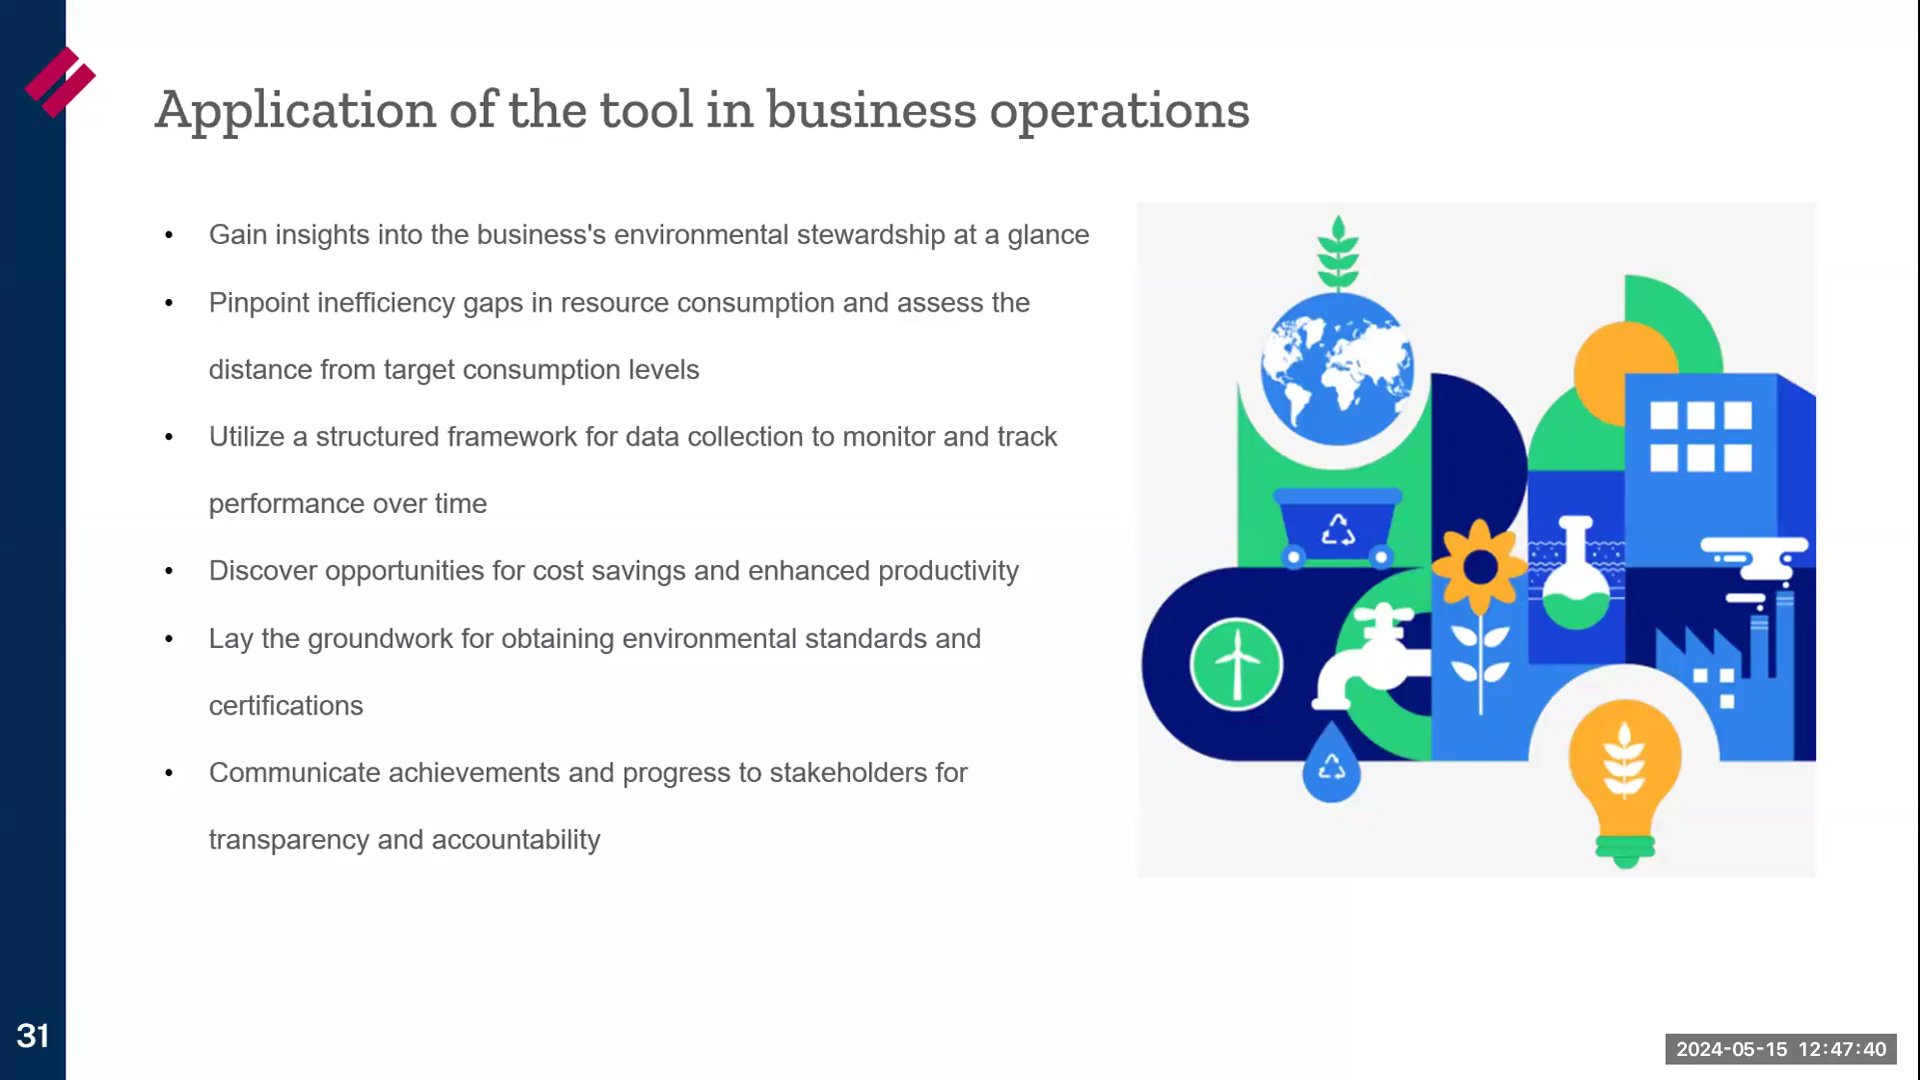 Application of the tool in business operations
• Gain insights into the business's environmental stewardship at a glance
• Pinpoint inefficiency gaps in resource consumption and assess the
distance from target consumption levels
• Utilize a structured framework for data collection to monitor and track
performance over time
• Discover opportunities for cost savings and enhanced productivity
• Lay the groundwork for obtaining environmental standards and
certifications
• Communicate achievements and progress to stakeholders for
transparency and accountability
31
2024-05-15 12:47:40